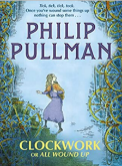 Tick, tock, tick, tock.
Once you've wound some things up
nothing can stop them . . .
PHILIP
PULLMAN
CLOCKWORK
OR ALL WOUND UP